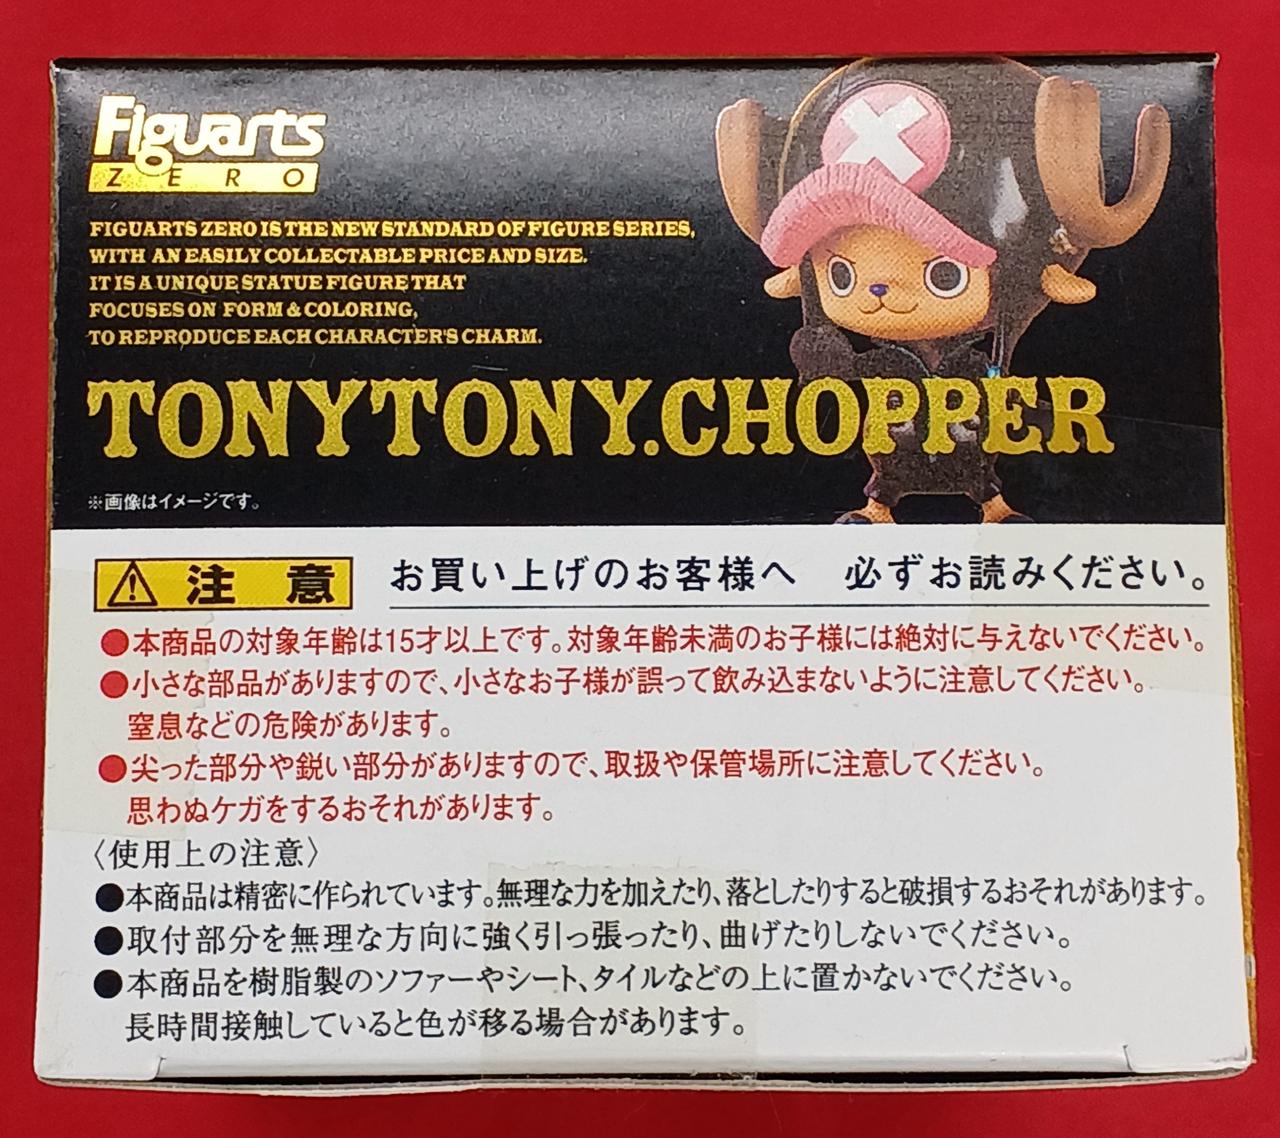 Figuarts
ZERO
FIGUARTS ZERO IS THE NEW STANDARD OF FIGURE SERIES,
WITH AN EASILY COLLECTABLE PRICE AND SIZE.
IT IS A UNIQUE STATUE FIGURE THAT
FOCUSES ON FORM & COLORING,
TO REPRODUCE EACH CHARACTER'S CHARM.
TONYTONY.CHOPPER
※画像はイメージです。
注意 お買い上げのお客様へ 必ずお読みください。
●本商品の対象年齢は15才以上です。対象年齢未満のお子様には絶対に与えないでください。
●小さな部品がありますので、小さなお子様が誤って飲み込まないように注意してください。
窒息などの危険があります。
●尖った部分や鋭い部分がありますので、取扱や保管場所に注意してください。
思わぬケガをするおそれがあります。
〈使用上の注意〉
●本商品は精密に作られています。無理な力を加えたり、落としたりすると破損するおそれがあります。
●取付部分を無理な方向に強く引っ張ったり、曲げたりしないでください。
●本商品を樹脂製のソファーやシート、タイルなどの上に置かないでください。
長時間接触していると色が移る場合があります。